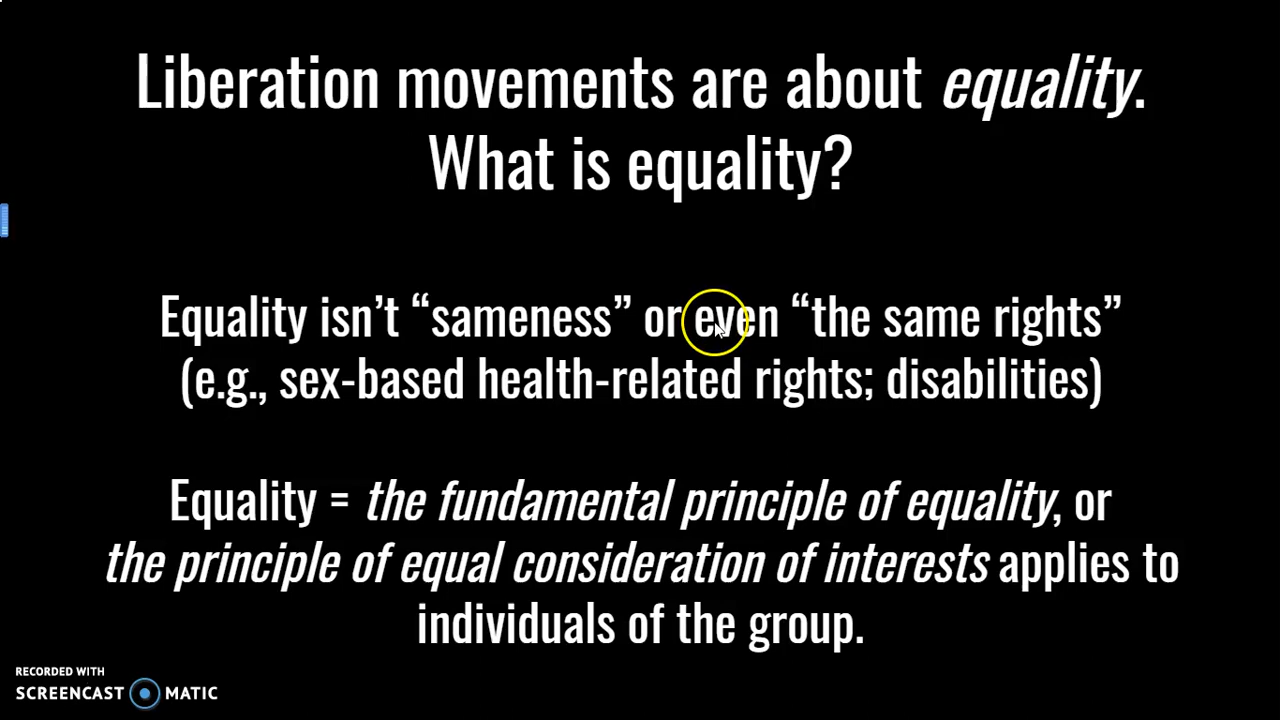 Liberation movements are about equality.
What is equality?
Equality isn’t “sameness” or even “the same rights”
(e.g., sex-based health-related rights; disabilities)
Equality = the fundamental principle of equality, or
the principle of equal consideration of interests applies to
individuals of the group.
RECORDED WITH
SCREENCAST MATIC